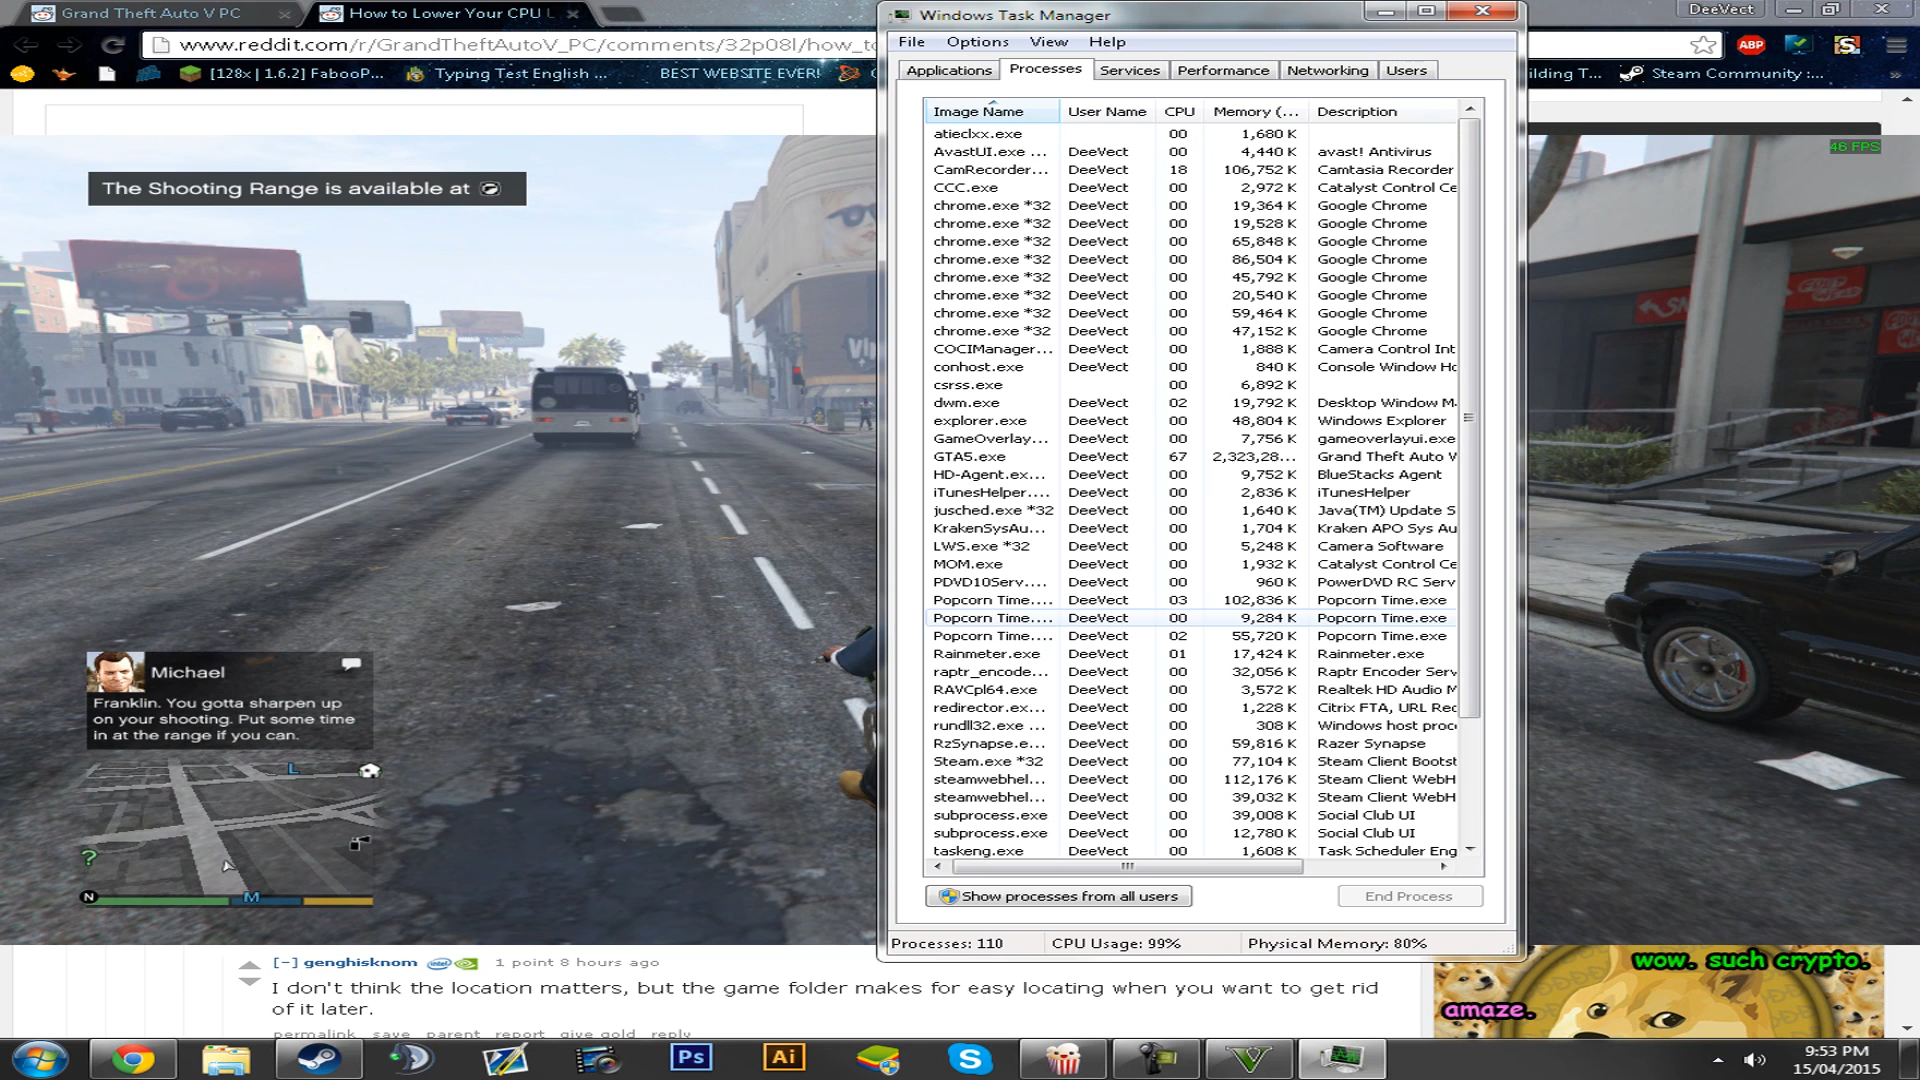 Grand Theft Auto V PC
How to Lower Your CPU U
DeeVect
www.reddit.com/r/GrandTheftAutoV_PC/comments/32p08l/how_to
ABP
[128x | 1.6.2] FabooP...
Typing Test English ...
BEST WEBSITE EVER!
ilding T...
Steam Community :...
»
46 FPS
The Shooting Range is available at
Michael
Franklin. You gotta sharpen up
on your shooting. Put some time
in at the range if you can.
L
?
N
M
Windows Task Manager
File Options View Help
Applications Processes Services Performance Networking Users
Image Name User Name CPU Memory (... Description
atieclxx.exe 00 1,680 K
AvastUI.exe ... DeeVect 00 4,440 K avast! Antivirus
CamRecorder... DeeVect 18 106,752 K Camtasia Recorder
CCC.exe DeeVect 00 2,972 K Catalyst Control Ce
chrome.exe *32 DeeVect 00 19,364 K Google Chrome
chrome.exe *32 DeeVect 00 19,528 K Google Chrome
chrome.exe *32 DeeVect 00 65,848 K Google Chrome
chrome.exe *32 DeeVect 00 86,504 K Google Chrome
chrome.exe *32 DeeVect 00 45,792 K Google Chrome
chrome.exe *32 DeeVect 00 20,540 K Google Chrome
chrome.exe *32 DeeVect 00 59,464 K Google Chrome
chrome.exe *32 DeeVect 00 47,152 K Google Chrome
COCIManager... DeeVect 00 1,888 K Camera Control Int
conhost.exe DeeVect 00 840 K Console Window Ho
csrss.exe 00 6,892 K
dwm.exe DeeVect 02 19,792 K Desktop Window M
explorer.exe DeeVect 00 48,804 K Windows Explorer
GameOverlay... DeeVect 00 7,756 K gameoverlayui.exe
GTA5.exe DeeVect 67 2,323,28... Grand Theft Auto V
HD-Agent.ex... DeeVect 00 9,752 K BlueStacks Agent
iTunesHelper.... DeeVect 00 2,836 K iTunesHelper
jusched.exe *32 DeeVect 00 1,640 K Java(TM) Update S
KrakenSysAu... DeeVect 00 1,704 K Kraken APO Sys Au
LWS.exe *32 DeeVect 00 5,248 K Camera Software
MOM.exe DeeVect 00 1,932 K Catalyst Control Ce
PDVD10Serv.... DeeVect 00 960 K PowerDVD RC Serv
Popcorn Time.... DeeVect 03 102,836 K Popcorn Time.exe
Popcorn Time.... DeeVect 00 9,284 K Popcorn Time.exe
Popcorn Time.... DeeVect 02 55,720 K Popcorn Time.exe
Rainmeter.exe DeeVect 01 17,424 K Rainmeter.exe
raptr_encode... DeeVect 00 32,056 K Raptr Encoder Serv
RAVCpl64.exe DeeVect 00 3,572 K Realtek HD Audio M
redirector.exe... DeeVect 00 1,228 K Citrix FTA, URL Rec
rundll32.exe ... DeeVect 00 308 K Windows host proc
RzSynapse.e... DeeVect 00 59,816 K Razer Synapse
Steam.exe *32 DeeVect 00 77,104 K Steam Client Bootst
steamwebhel... DeeVect 00 112,176 K Steam Client WebH
steamwebhel... DeeVect 00 39,032 K Steam Client WebH
subprocess.exe DeeVect 00 39,008 K Social Club UI
subprocess.exe DeeVect 00 12,780 K Social Club UI
taskeng.exe DeeVect 00 1,608 K Task Scheduler Eng
Show processes from all users
End Process
Processes: 110 CPU Usage: 99% Physical Memory: 80%
[-] genghisknom intel 1 point 8 hours ago
I don't think the location matters, but the game folder makes for easy locating when you want to get rid
of it later.
permalink save parent report give gold reply
wow. such crypto.
amaze.
Ps
Ai
9:53 PM
15/04/2015